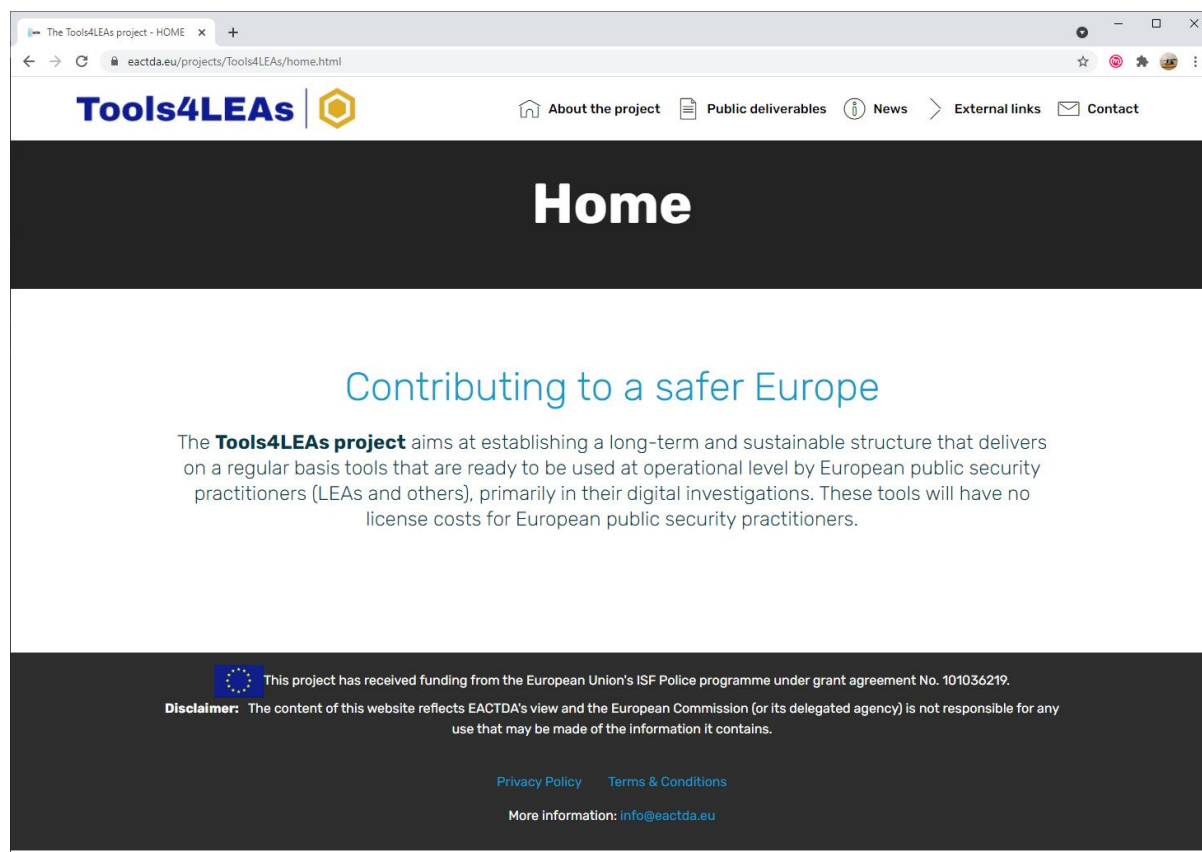 The Tools4LEAs project - HOME
eactda.eu/projects/Tools4LEAs/home.html
Tools4LEAs
About the project Public deliverables News External links Contact
Home
Contributing to a safer Europe
The Tools4LEAs project aims at establishing a long-term and sustainable structure that delivers
on a regular basis tools that are ready to be used at operational level by European public security
practitioners (LEAs and others), primarily in their digital investigations. These tools will have no
license costs for European public security practitioners.
This project has received funding from the European Union's ISF Police programme under grant agreement No. 101036219.
Disclaimer: The content of this website reflects EACTDA's view and the European Commission (or its delegated agency) is not responsible for any
use that may be made of the information it contains.
Privacy Policy Terms & Conditions
More information: info@eactda.eu